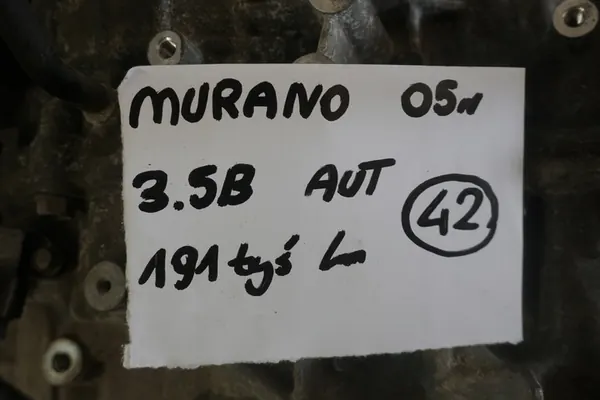 MURANO 05r
3.5B AUT
42
191 tyś km